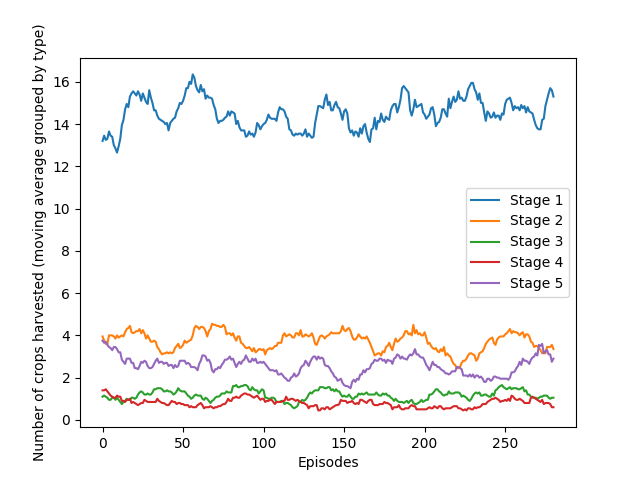 Number of crops harvested (moving average grouped by type)
16
14
12
10
8
6
4
2
0
Stage 1
Stage 2
Stage 3
Stage 4
Stage 5
0 50 100 150 200 250
Episodes